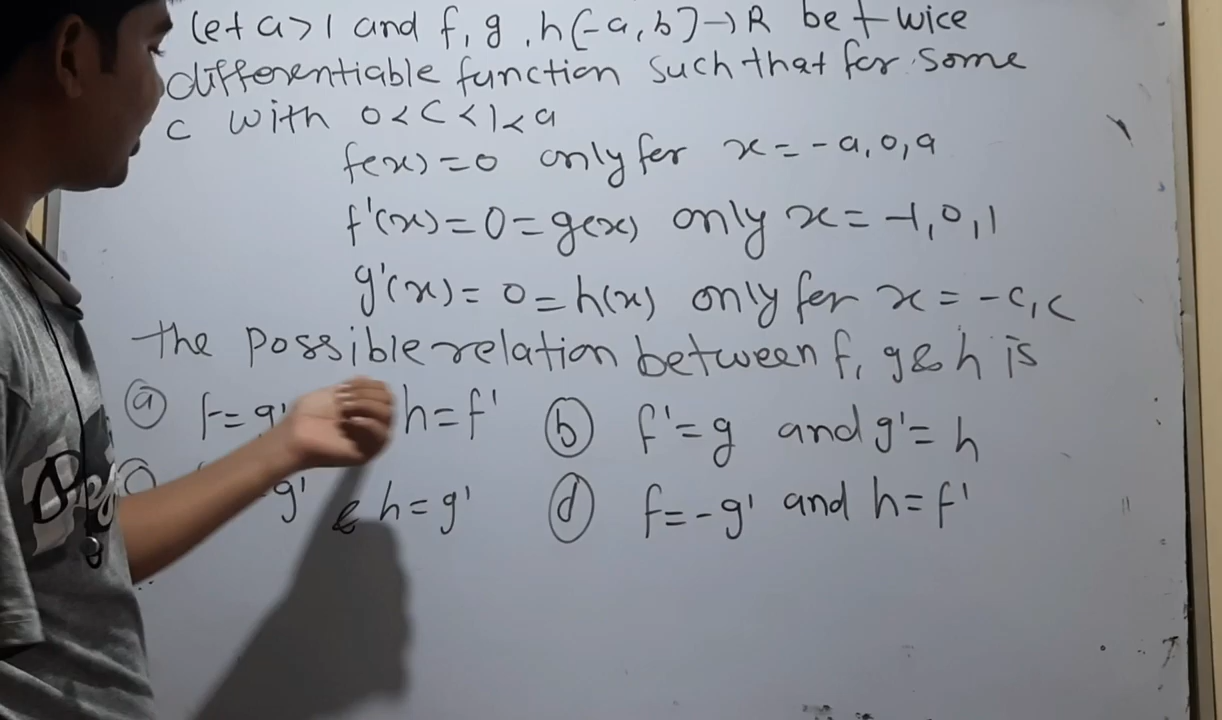 let a>1 and f, g, h[-a, b]→R be twice
differentiable function such that for some
c with 0<c<1<a
f(x)=0 only for x=-a,0,a
f'(x)=0=g(x) only x=-1,0,1
g'(x)=0=h(x) only for x=-c,c
The possible relation between f, g & h is
ⓐ f=g' h=f' ⓑ f'=g and g'=h
g' & h=g' ⓓ f=-g' and h=f'